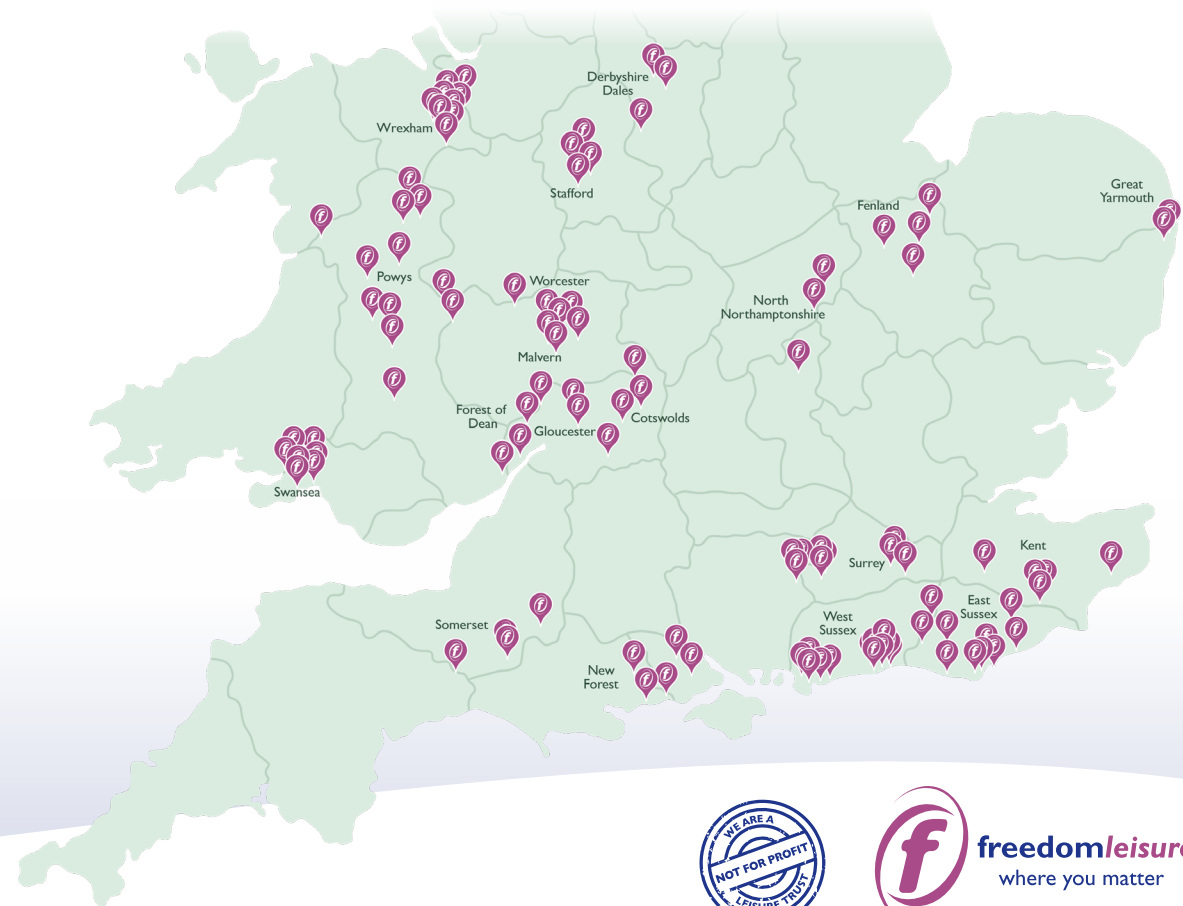 Derbyshire
Dales
Wrexham
Stafford
Great
Yarmouth
Fenland
Powys
Worcester
North
Northamptonshire
Malvern
Forest of
Dean
Gloucester
Cotswolds
Swansea
Kent
Surrey
East
Sussex
West
Sussex
Somerset
New
Forest
WE ARE A
NOT FOR PROFIT
LEISURE TRUST
freedomleisure
where you matter